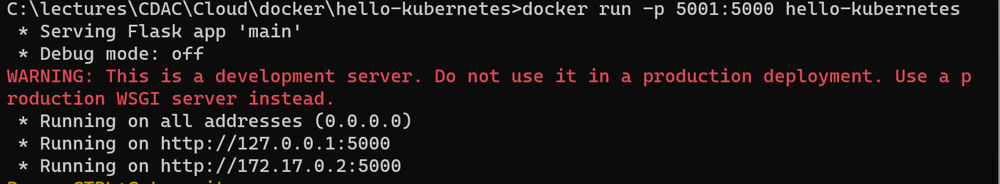 C:\lectures\CDAC\Cloud\docker\hello-kubernetes>docker run -p 5001:5000 hello-kubernetes
 * Serving Flask app 'main'
 * Debug mode: off
WARNING: This is a development server. Do not use it in a production deployment. Use a p
roduction WSGI server instead.
 * Running on all addresses (0.0.0.0)
 * Running on http://127.0.0.1:5000
 * Running on http://172.17.0.2:5000